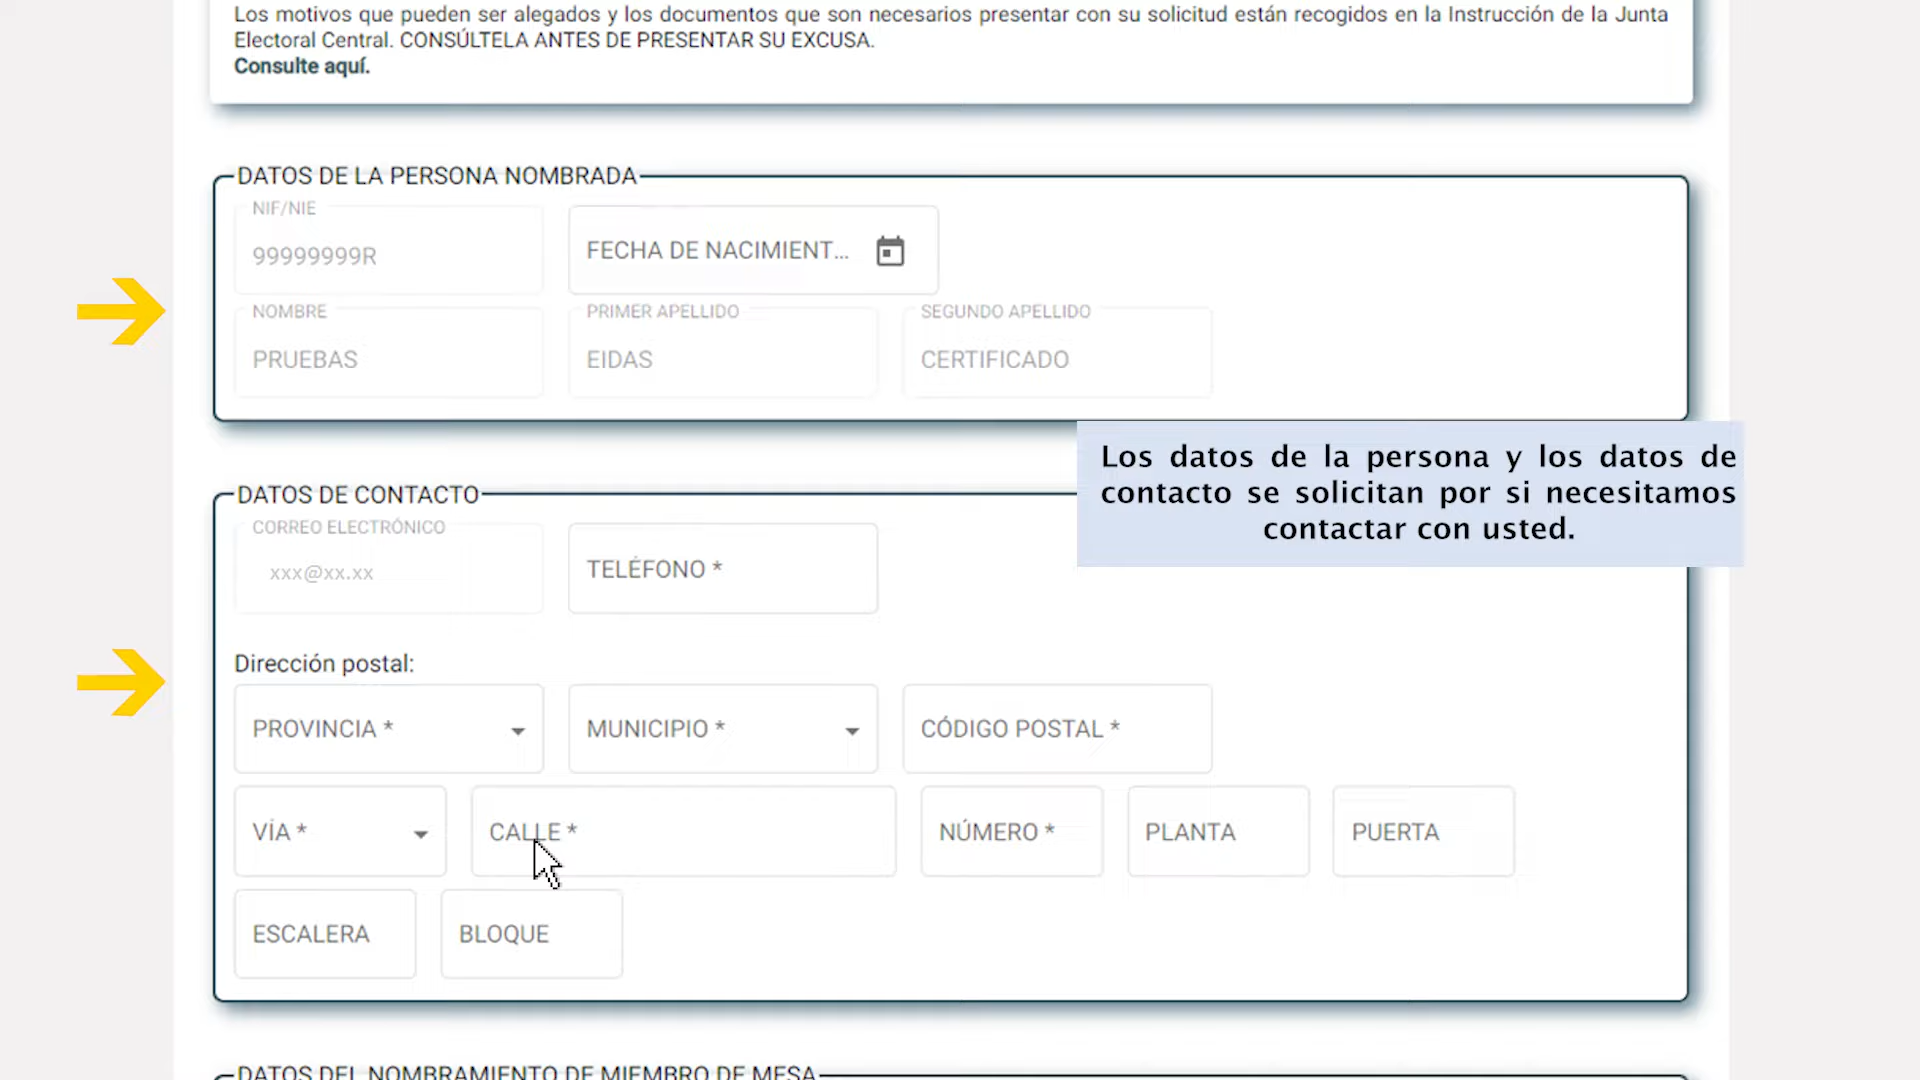 Los motivos que pueden ser alegados y los documentos que son necesarios presentar con su solicitud están recogidos en la Instrucción de la Junta
Electoral Central. CONSÚLTELA ANTES DE PRESENTAR SU EXCUSA.
Consulte aquí.
DATOS DE LA PERSONA NOMBRADA
NIF/NIE
99999999R
FECHA DE NACIMIENT...
NOMBRE
PRUEBAS
PRIMER APELLIDO
EIDAS
SEGUNDO APELLIDO
CERTIFICADO
Los datos de la persona y los datos de
contacto se solicitan por si necesitamos
contactar con usted.
DATOS DE CONTACTO
CORREO ELECTRÓNICO
xxx@xx.xx
TELÉFONO *
Dirección postal:
PROVINCIA *
MUNICIPIO *
CÓDIGO POSTAL *
VÍA *
CALLE *
NÚMERO *
PLANTA
PUERTA
ESCALERA
BLOQUE
DATOS DEL NOMBRAMIENTO DE MIEMBRO DE MESA